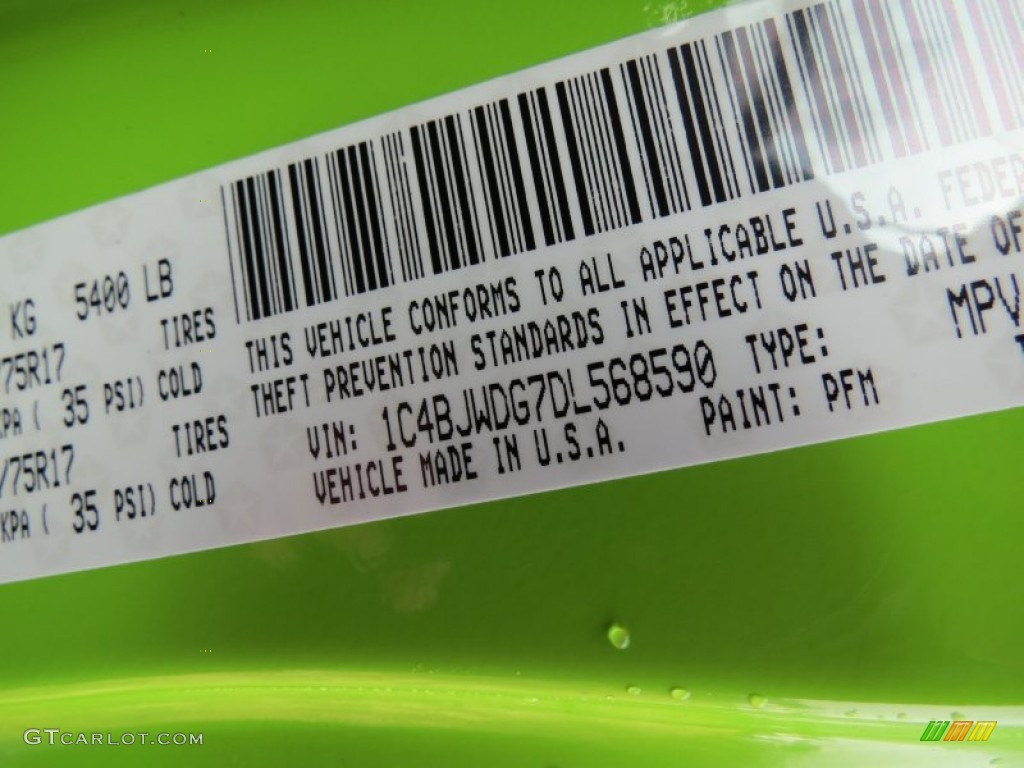 KG 5400 LB
TIRES
/75R17
KPA ( 35 PSI) COLD
TIRES
/75R17
KPA ( 35 PSI) COLD
THIS VEHICLE CONFORMS TO ALL APPLICABLE U.S.A. FEDER
THEFT PREVENTION STANDARDS IN EFFECT ON THE DATE OF
VIN: 1C4BJWDG7DL568590 TYPE: MPV
VEHICLE MADE IN U.S.A. PAINT: PFM
GTCARLOT.COM